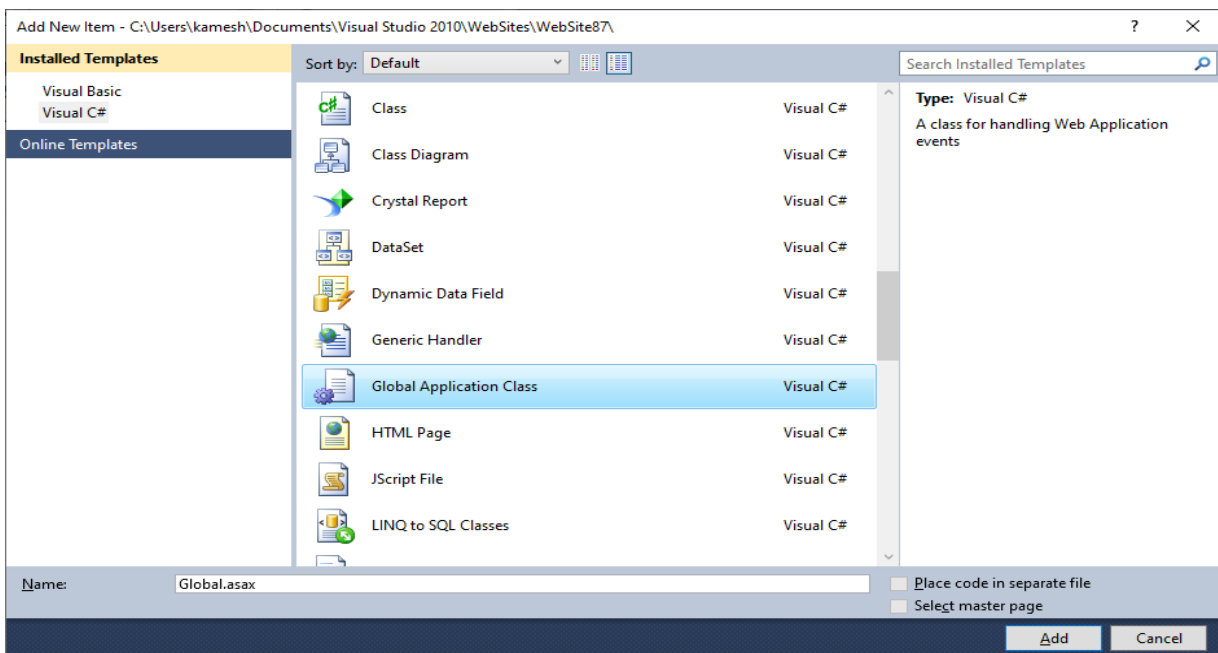 Add New Item - C:\Users\kamesh\Documents\Visual Studio 2010\WebSites\WebSite87\
?
Installed Templates
Visual Basic
Visual C#
Online Templates
Sort by: Default
Search Installed Templates
Class Visual C#
Class Diagram Visual C#
Crystal Report Visual C#
DataSet Visual C#
Dynamic Data Field Visual C#
Generic Handler Visual C#
Global Application Class Visual C#
HTML Page Visual C#
JScript File Visual C#
LINQ to SQL Classes Visual C#
Type: Visual C#
A class for handling Web Application
events
Name: Global.asax
Place code in separate file
Select master page
Add Cancel